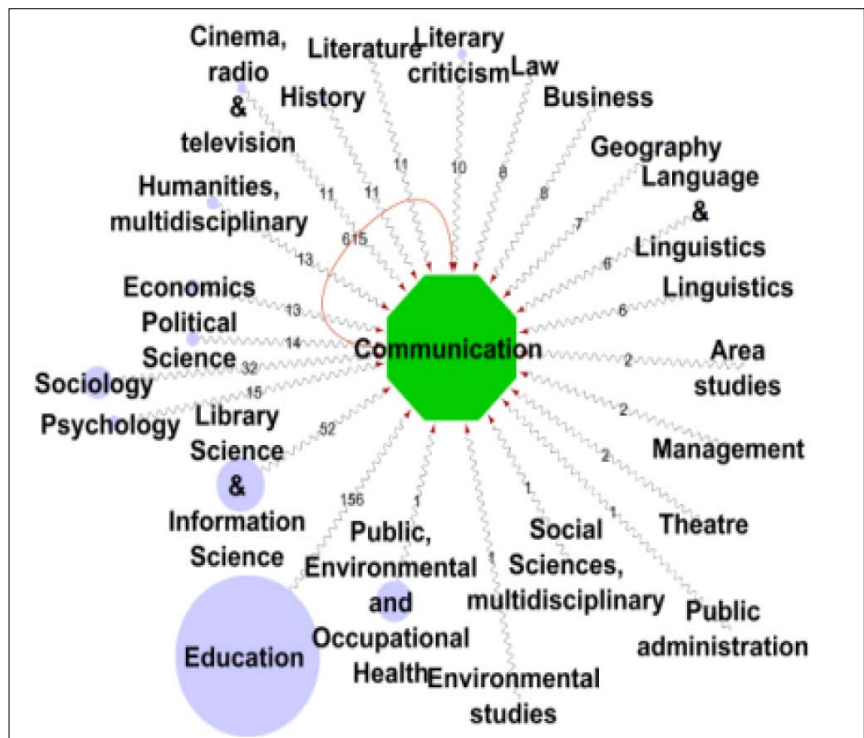 Cinema,
radio
&
television
Literature
Literary
criticism
Law
History
Business
Geography
Language
&
Linguistics
Humanities,
multidisciplinary
11
11
11
10
8
8
7
615
13
6
Economics
13
Linguistics
6
Political
Science
14
Communication
Area
studies
2
Sociology
32
Psychology
15
Library
Science
&
Information
Science
52
2
Management
156
1
1
2
Theatre
1
Public,
Environmental
and
Occupational
Health
1
Social
Sciences,
multidisciplinary
Public
administration
Education
Environmental
studies